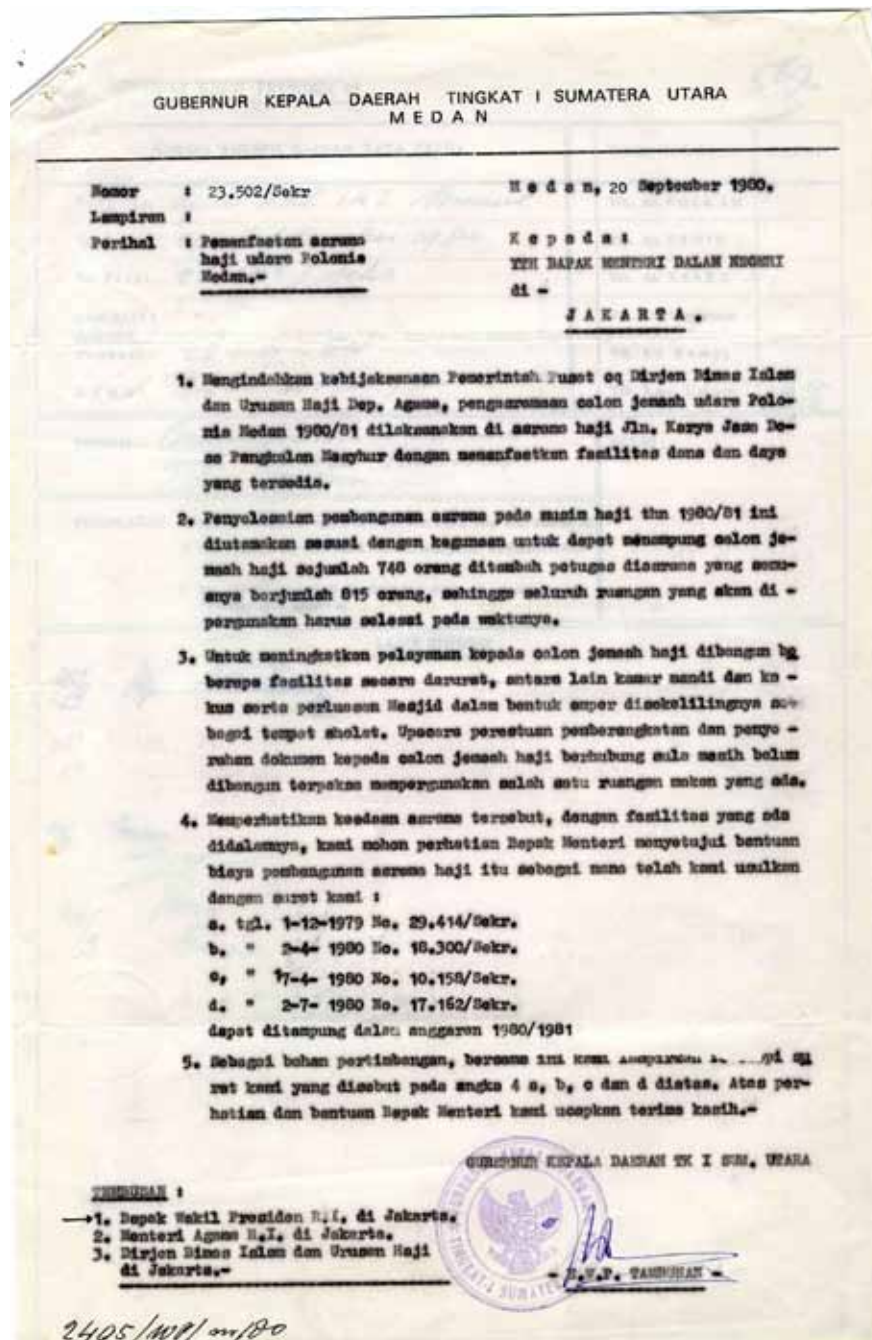 GUBERNUR KEPALA DAERAH TINGKAT I SUMATERA UTARA
MEDAN
Nomor : 23.502/Sekr
Medan, 20 September 1980.
Lampiran :
Perihal : Pemanfaatan asrama
haji udara Polonia
Medan.-
Kepada:
YTH BAPAK MENTERI DALAM NEGERI
di -
JAKARTA.
1. Mengindahkan kebijaksanaan Pemerintah Pusat cq Dirjen Bimas Islam
dan Urusan Haji Dep. Agama, pengasramaan calon jemaah udara Polo-
nia Medan 1980/81 dilaksanakan di asrama haji Jln. Karya Jasa De-
sa Pangkalan Masyhur dengan memanfaatkan fasilitas dana dan daya
yang tersedia.
2. Penyelesaian pembangunan asrama pada musim haji thn 1980/81 ini
diutamakan sesuai dengan kegunaan untuk dapat menampung calon je-
maah haji sejumlah 748 orang ditambah petugas diasrama yang semu-
anya berjumlah 815 orang, sehingga seluruh ruangan yang akan di -
pergunakan harus selesai pada waktunya.
3. Untuk meningkatkan pelayanan kepada calon jemaah haji dibangun be
berapa fasilitas secara darurat, antara lain kamar mandi dan ka -
kus serta perluasan Mesjid dalam bentuk emper disekelilingnya se-
bagai tempat sholat. Upacara perestuan pemberangkatan dan penye -
rahan dokumen kepada calon jemaah haji berhubung aula masih belum
dibangun terpaksa mempergunakan salah satu ruangan makan yang ada.
4. Memperhatikan keadaan asrama tersebut, dengan fasilitas yang ada
didalamnya, kami mohon perhatian Bapak Menteri menyetujui bantuan
biaya pembangunan asrama haji itu sebagai mana telah kami usulkan
dengan surat kami :
a. tgl. 1-12-1979 No. 29.414/Sekr.
b. " 2-4- 1980 No. 18.300/Sekr.
c, " 17-4- 1980 No. 10.158/Sekr.
d. " 2-7- 1980 No. 17.162/Sekr.
dapat ditampung dalam anggaran 1980/1981
5. Sebagai bahan pertimbangan, bersama ini kami su
rat kami yang disebut pada angka 4 a, b, c dan d diatas. Atas per-
hatian dan bantuan Bapak Menteri kami ucapkan terima kasih.-
GUBERNUR KEPALA DAERAH TK I SUM. UTARA
TEMBUSAN :
1. Bapak Wakil Presiden R.I. di Jakarta.
2. Menteri Agama R.I. di Jakarta.
3. Dirjen Bimas Islam dan Urusan Haji
di Jakarta.-
- E.W.P. TAMBUNAN -
2405/WP/ /80